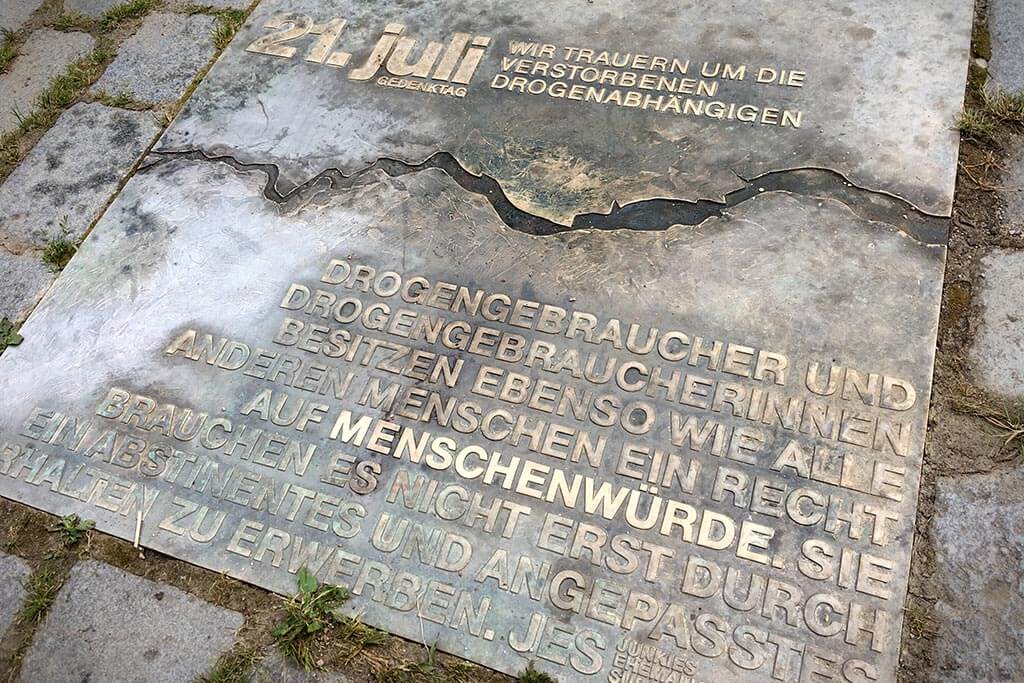 21. juli
GEDENKTAG
WIR TRAUERN UM DIE
VERSTORBENEN
DROGENABHÄNGIGEN
DROGENGEBRAUCHER UND
DROGENGEBRAUCHERINNEN
BESITZEN EBENSO WIE ALLE
ANDEREN MENSCHEN EIN RECHT
AUF MENSCHENWÜRDE. SIE
BRAUCHEN ES NICHT ERST DURCH
EIN ABSTINENTES UND ANGEPASSTES
RHALTEN ZU ERWERBEN. JES
JUNKIES
EHEMA